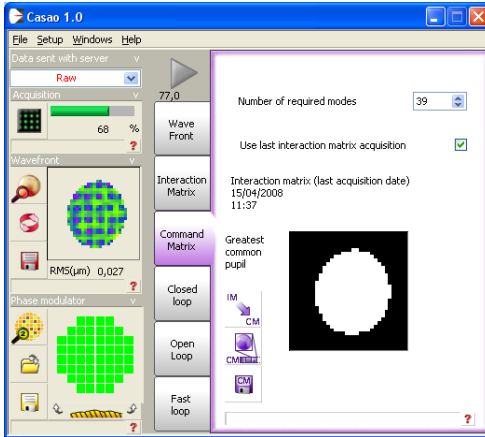 Casao 1.0
File Setup Windows Help
Data sent with server v
Raw
Acquisition v
68 %
?
Wavefront v
RMS(µm) 0,027
?
Phase modulator v
2
?
77,0
Wave
Front
Interaction
Matrix
Command
Matrix
Closed
loop
Open
Loop
Fast
loop
Number of required modes 39
Use last interaction matrix acquisition
Interaction matrix (last acquisition date)
15/04/2008
11:37
Greatest
common
pupil
IM
CM
CM
CM
?